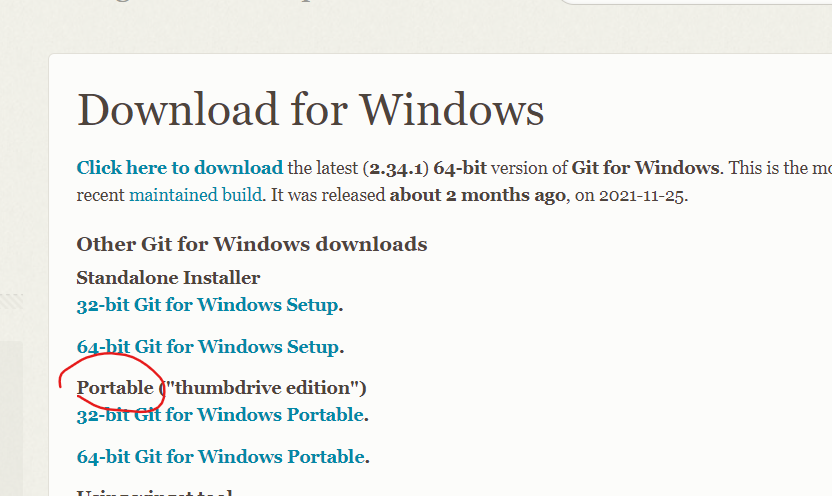 Download for Windows
Click here to download the latest (2.34.1) 64-bit version of Git for Windows. This is the
recent maintained build. It was released about 2 months ago, on 2021-11-25.
Other Git for Windows downloads
Standalone Installer
32-bit Git for Windows Setup.
64-bit Git for Windows Setup.
Portable ("thumbdrive edition")
32-bit Git for Windows Portable.
64-bit Git for Windows Portable.
Using winget tool